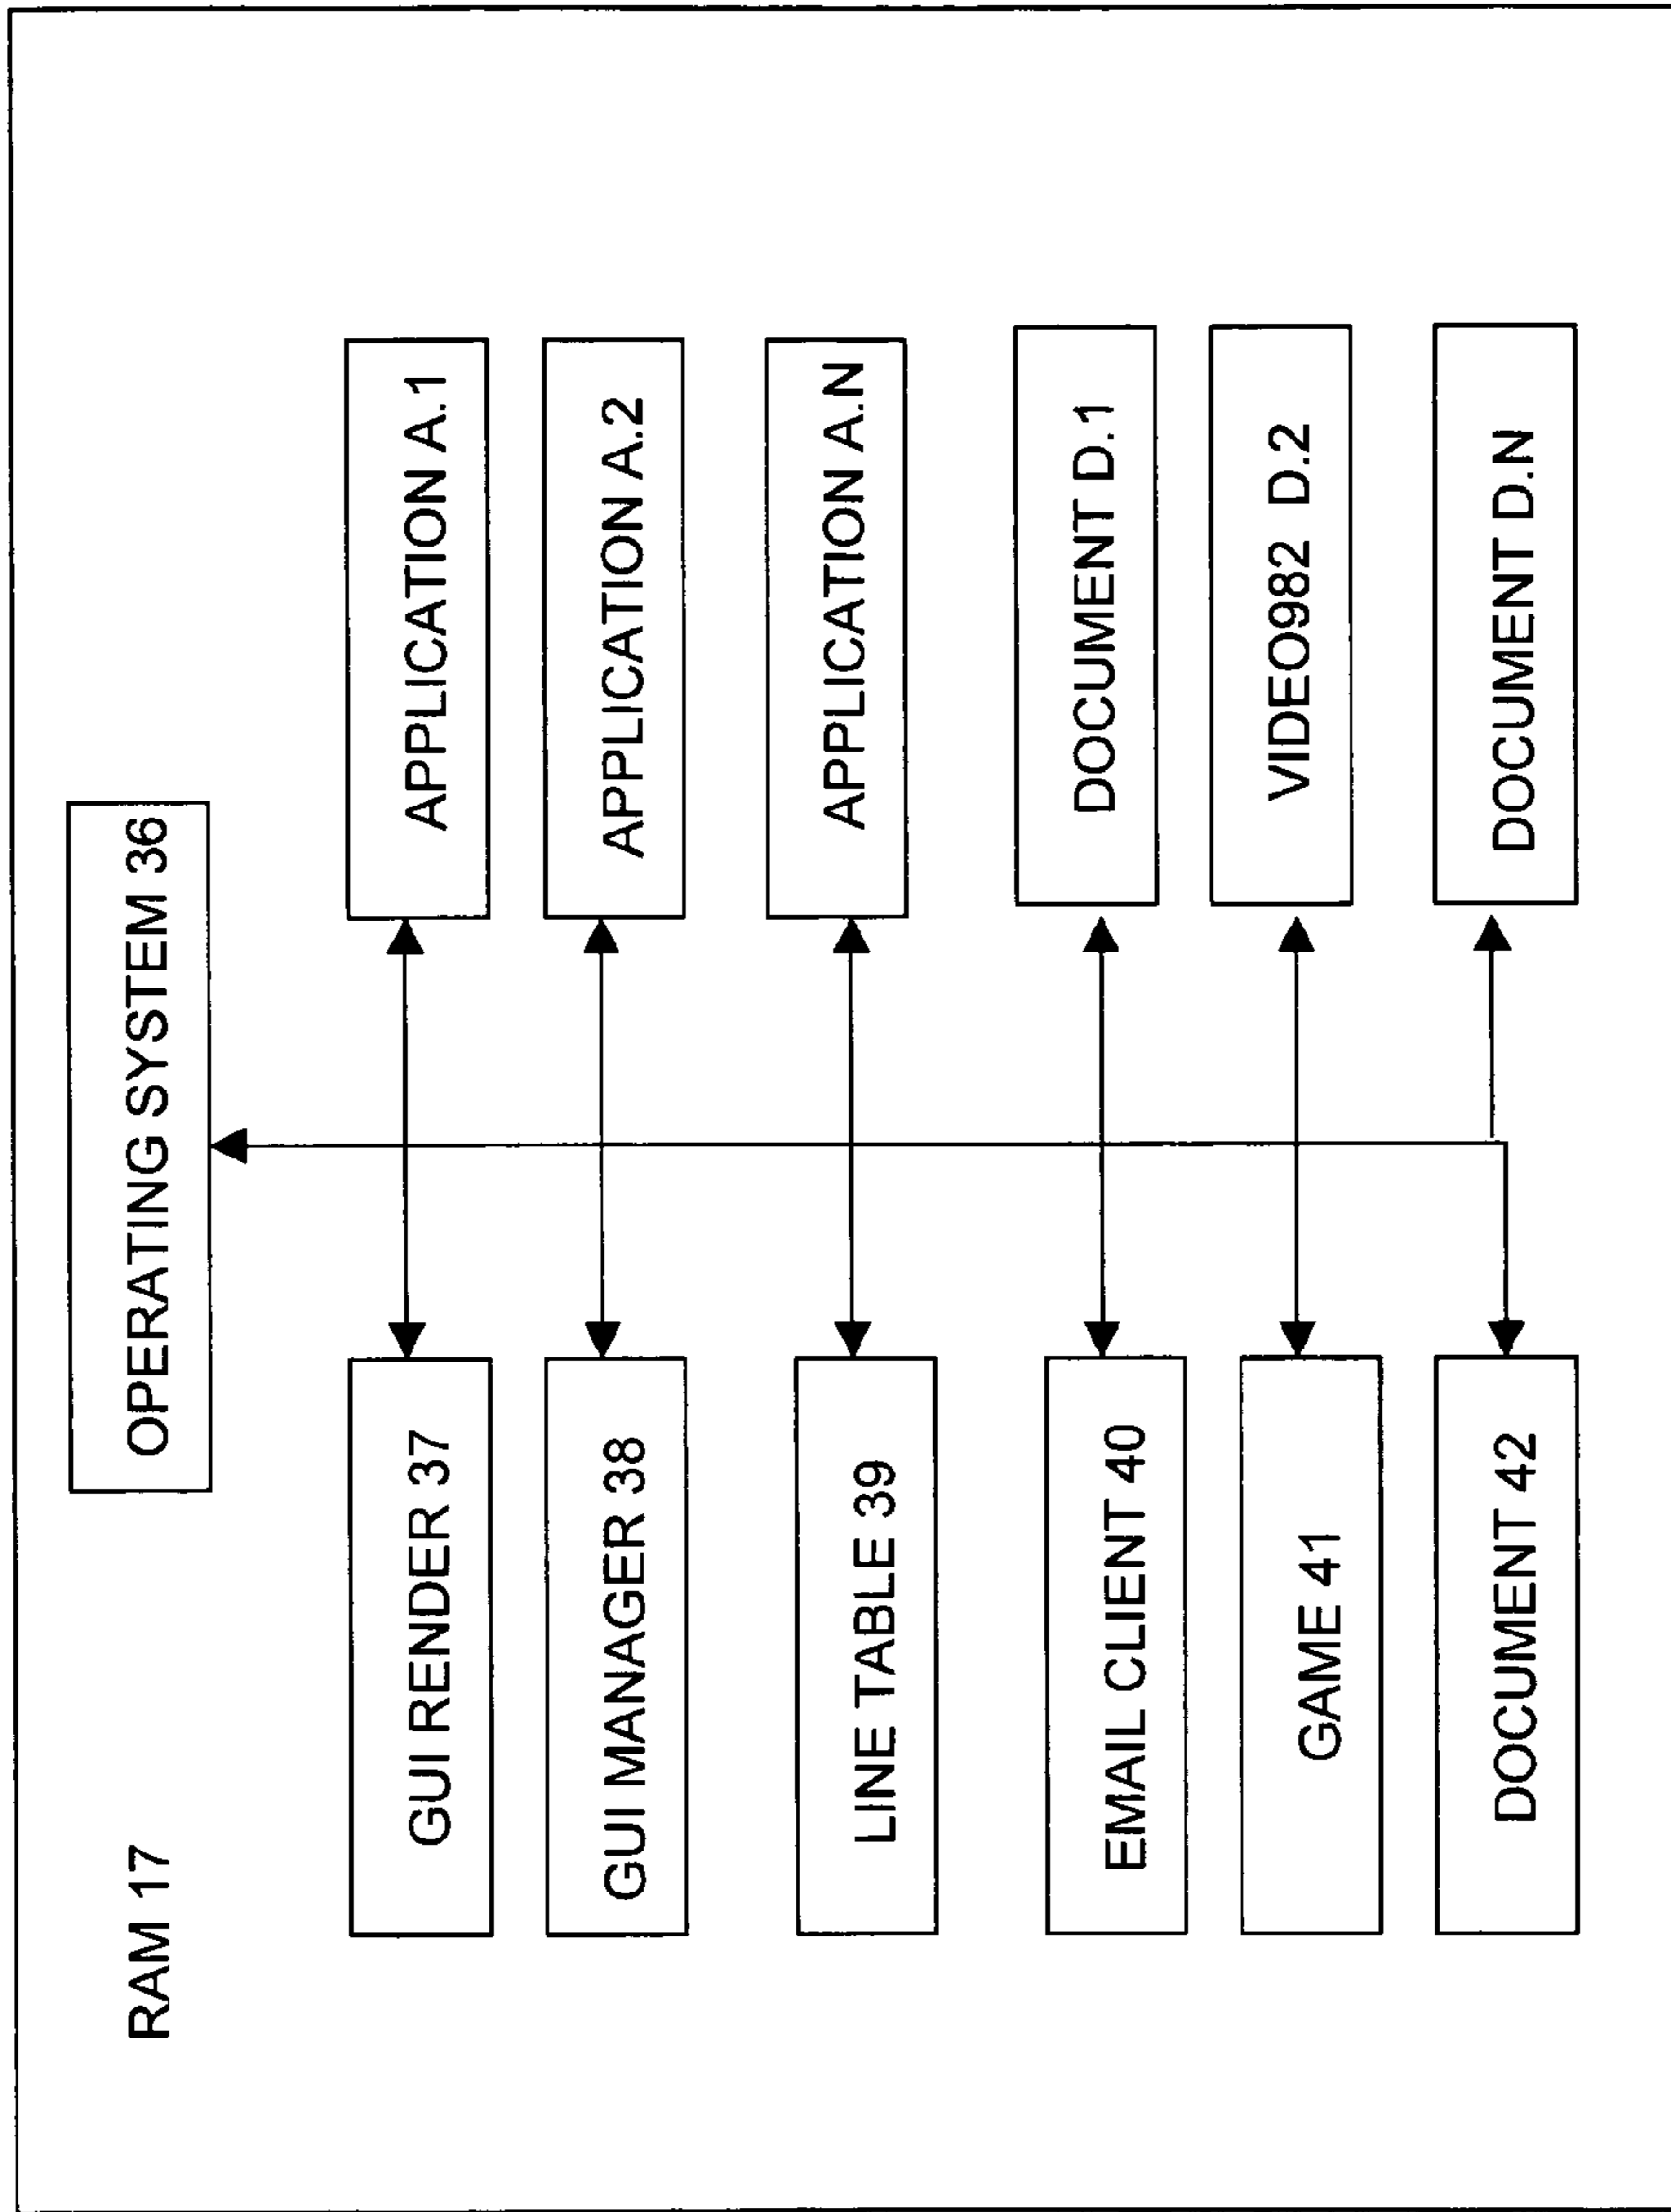 RAM 17
OPERATING SYSTEM 36
GUI RENDER 37
APPLICATION A.1
GUI MANAGER 38
APPLICATION A.2
LINE TABLE 39
APPLICATION A.N
EMAIL CLIENT 40
DOCUMENT D.1
GAME 41
VIDEO982 D.2
DOCUMENT 42
DOCUMENT D.N